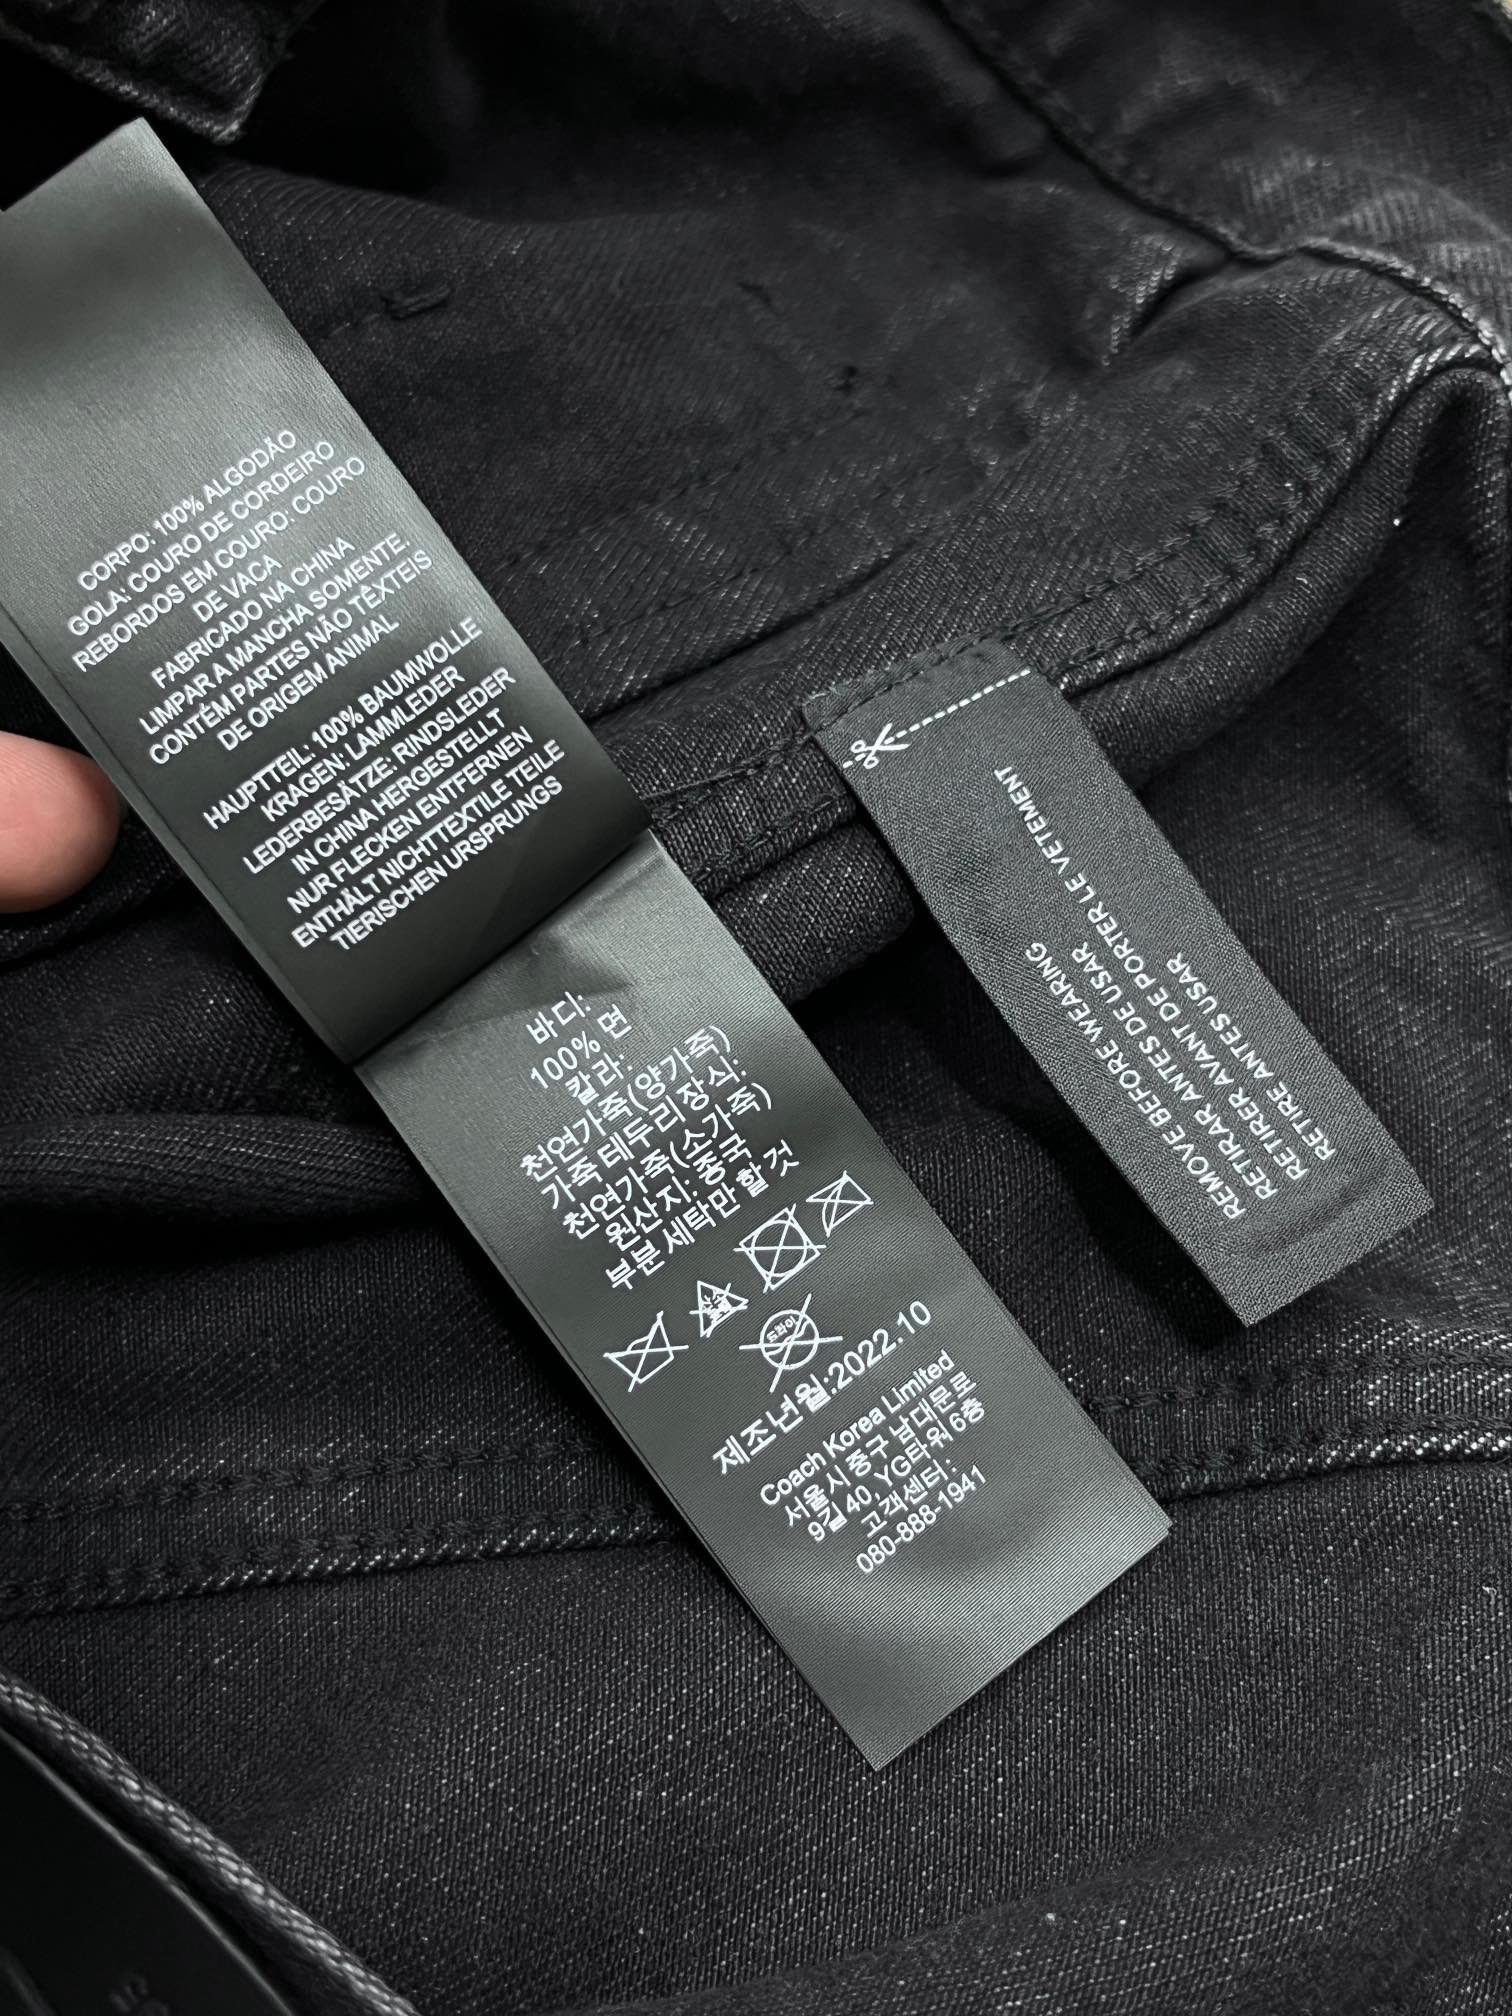 CORPO: 100% ALGODÃO
GOLA: COURO DE CORDEIRO
REBORDOS EM COURO: COURO
DE VACA
FABRICADO NA CHINA
LIMPAR A MANCHA SOMENTE.
CONTÉM PARTES NÃO TÊXTEIS
DE ORIGEM ANIMAL
HAUPTTEIL: 100% BAUMWOLLE
KRAGEN: LAMMLEDER
LEDERBESÄTZE: RINDSLEDER
IN CHINA HERGESTELLT
NUR FLECKEN ENTFERNEN
ENTHÄLT NICHTTEXTILE TEILE
TIERISCHEN URSPRUNGS
바디:
100% 면
칼라:
천연가죽(양가죽)
가죽 테두리 장식:
천연가죽(소가죽)
원산지: 중국
부분 세탁만 할 것
드라이
제조년월:2022.10
Coach Korea Limited
서울시 중구 남대문로
9길 40, YG타워 6층
고객센터 :
080-888-1941
REMOVE BEFORE WEARING
RETIRAR ANTES DE USAR
RETIRER AVANT DE PORTER LE VETEMENT
RETIRE ANTES USAR